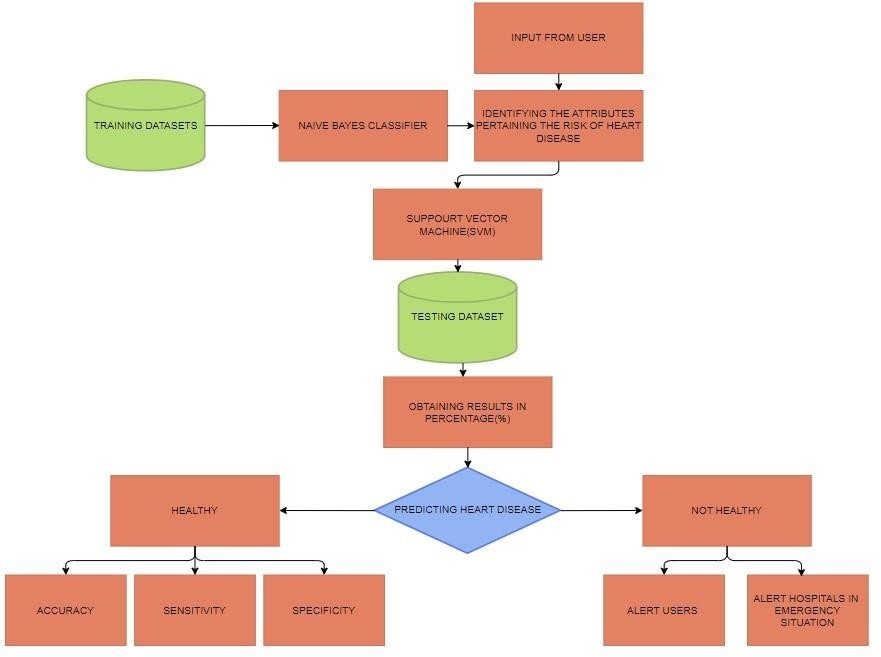 INPUT FROM USER
TRAINING DATASETS
NAIVE BAYES CLASSIFIER
IDENTIFYING THE ATTRIBUTES
PERTAINING THE RISK OF HEART
DISEASE
SUPPOURT VECTOR
MACHINE(SVM)
TESTING DATASET
OBTAINING RESULTS IN
PERCENTAGE(%)
HEALTHY
PREDICTING HEART DISEASE
NOT HEALTHY
ACCURACY
SENSITIVITY
SPECIFICITY
ALERT USERS
ALERT HOSPITALS IN
EMERGENCY
SITUATION